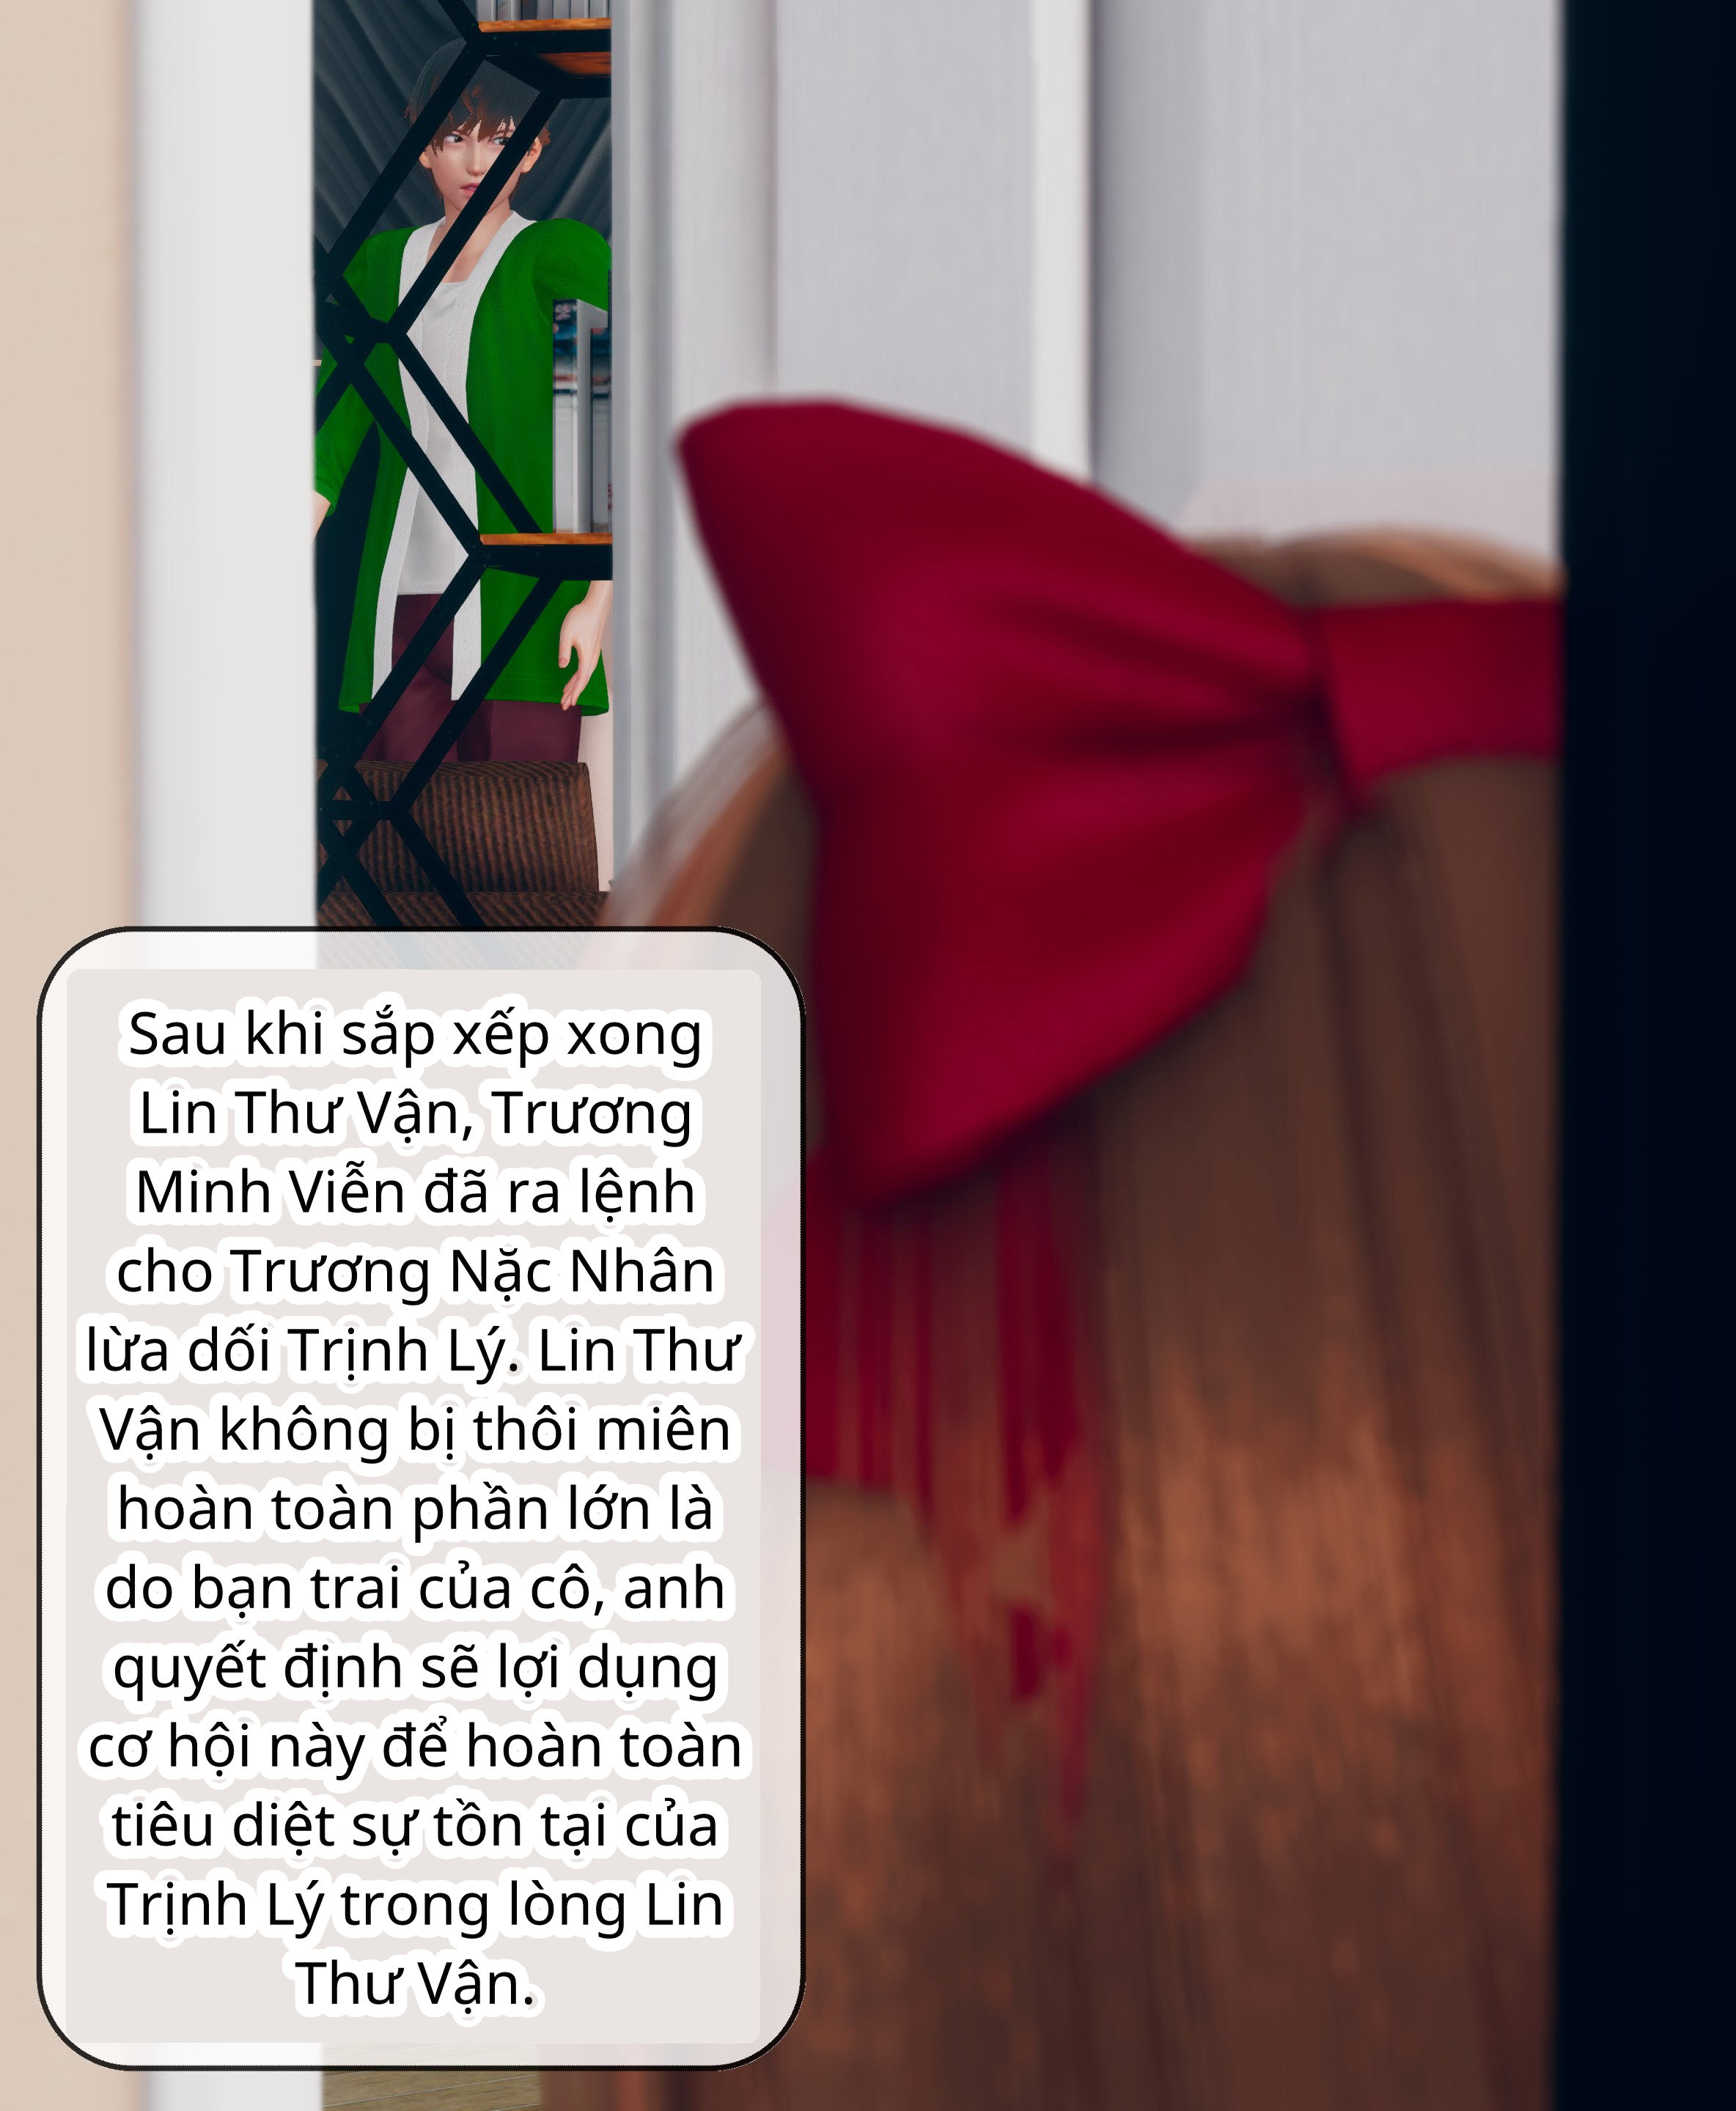 Sau khi sắp xếp xong
Lin Thư Vận, Trương
Minh Viễn đã ra lệnh
cho Trương Nặc Nhân
lừa dối Trịnh Lý. Lin Thư
Vận không bị thôi miên
hoàn toàn phần lớn là
do bạn trai của cô, anh
quyết định sẽ lợi dụng
cơ hội này để hoàn toàn
tiêu diệt sự tồn tại của
Trịnh Lý trong lòng Lin
Thư Vận.